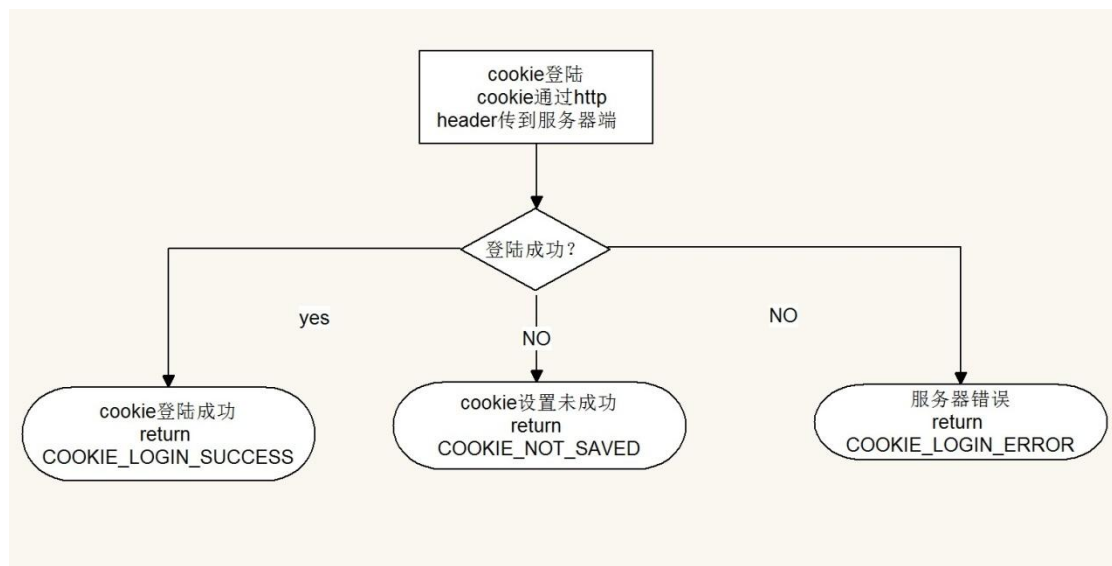 cookie登陆
cookie通过http
header传到服务器端
登陆成功?
yes
NO
NO
cookie登陆成功
return
COOKIE_LOGIN_SUCCESS
cookie设置未成功
return
COOKIE_NOT_SAVED
服务器错误
return
COOKIE_LOGIN_ERROR